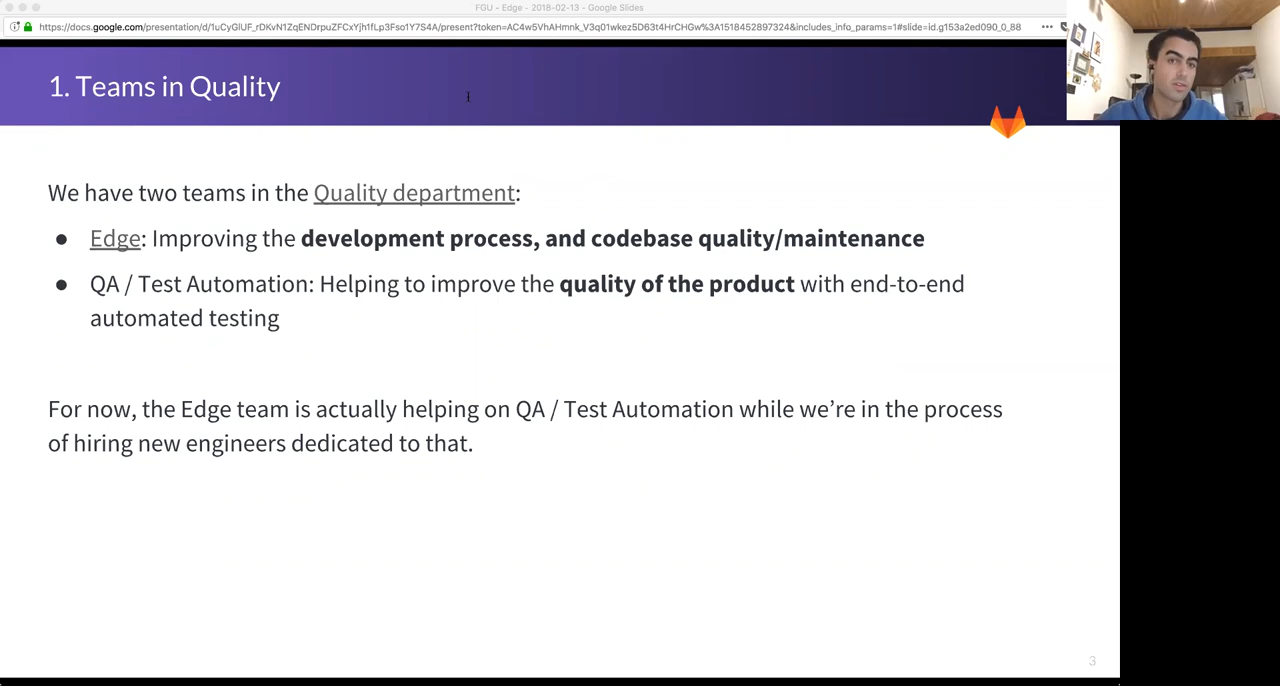 FGU - Edge - 2018-02-13 - Google Slides
https://docs.google.com/presentation/d/1uCyGlUF_rDKvN1ZqENDrpuZFCxYjh1fLp3Fso1Y7S4A/present?token=AC4w5VhAHmnk_V3q01wkez5D63t4HrCHGw%3A1518452897324&includes_info_params=1#slide=id.g153a2ed090_0_88
1. Teams in Quality
We have two teams in the Quality department:
● Edge: Improving the development process, and codebase quality/maintenance
● QA / Test Automation: Helping to improve the quality of the product with end-to-end
automated testing
For now, the Edge team is actually helping on QA / Test Automation while we’re in the process
of hiring new engineers dedicated to that.
3